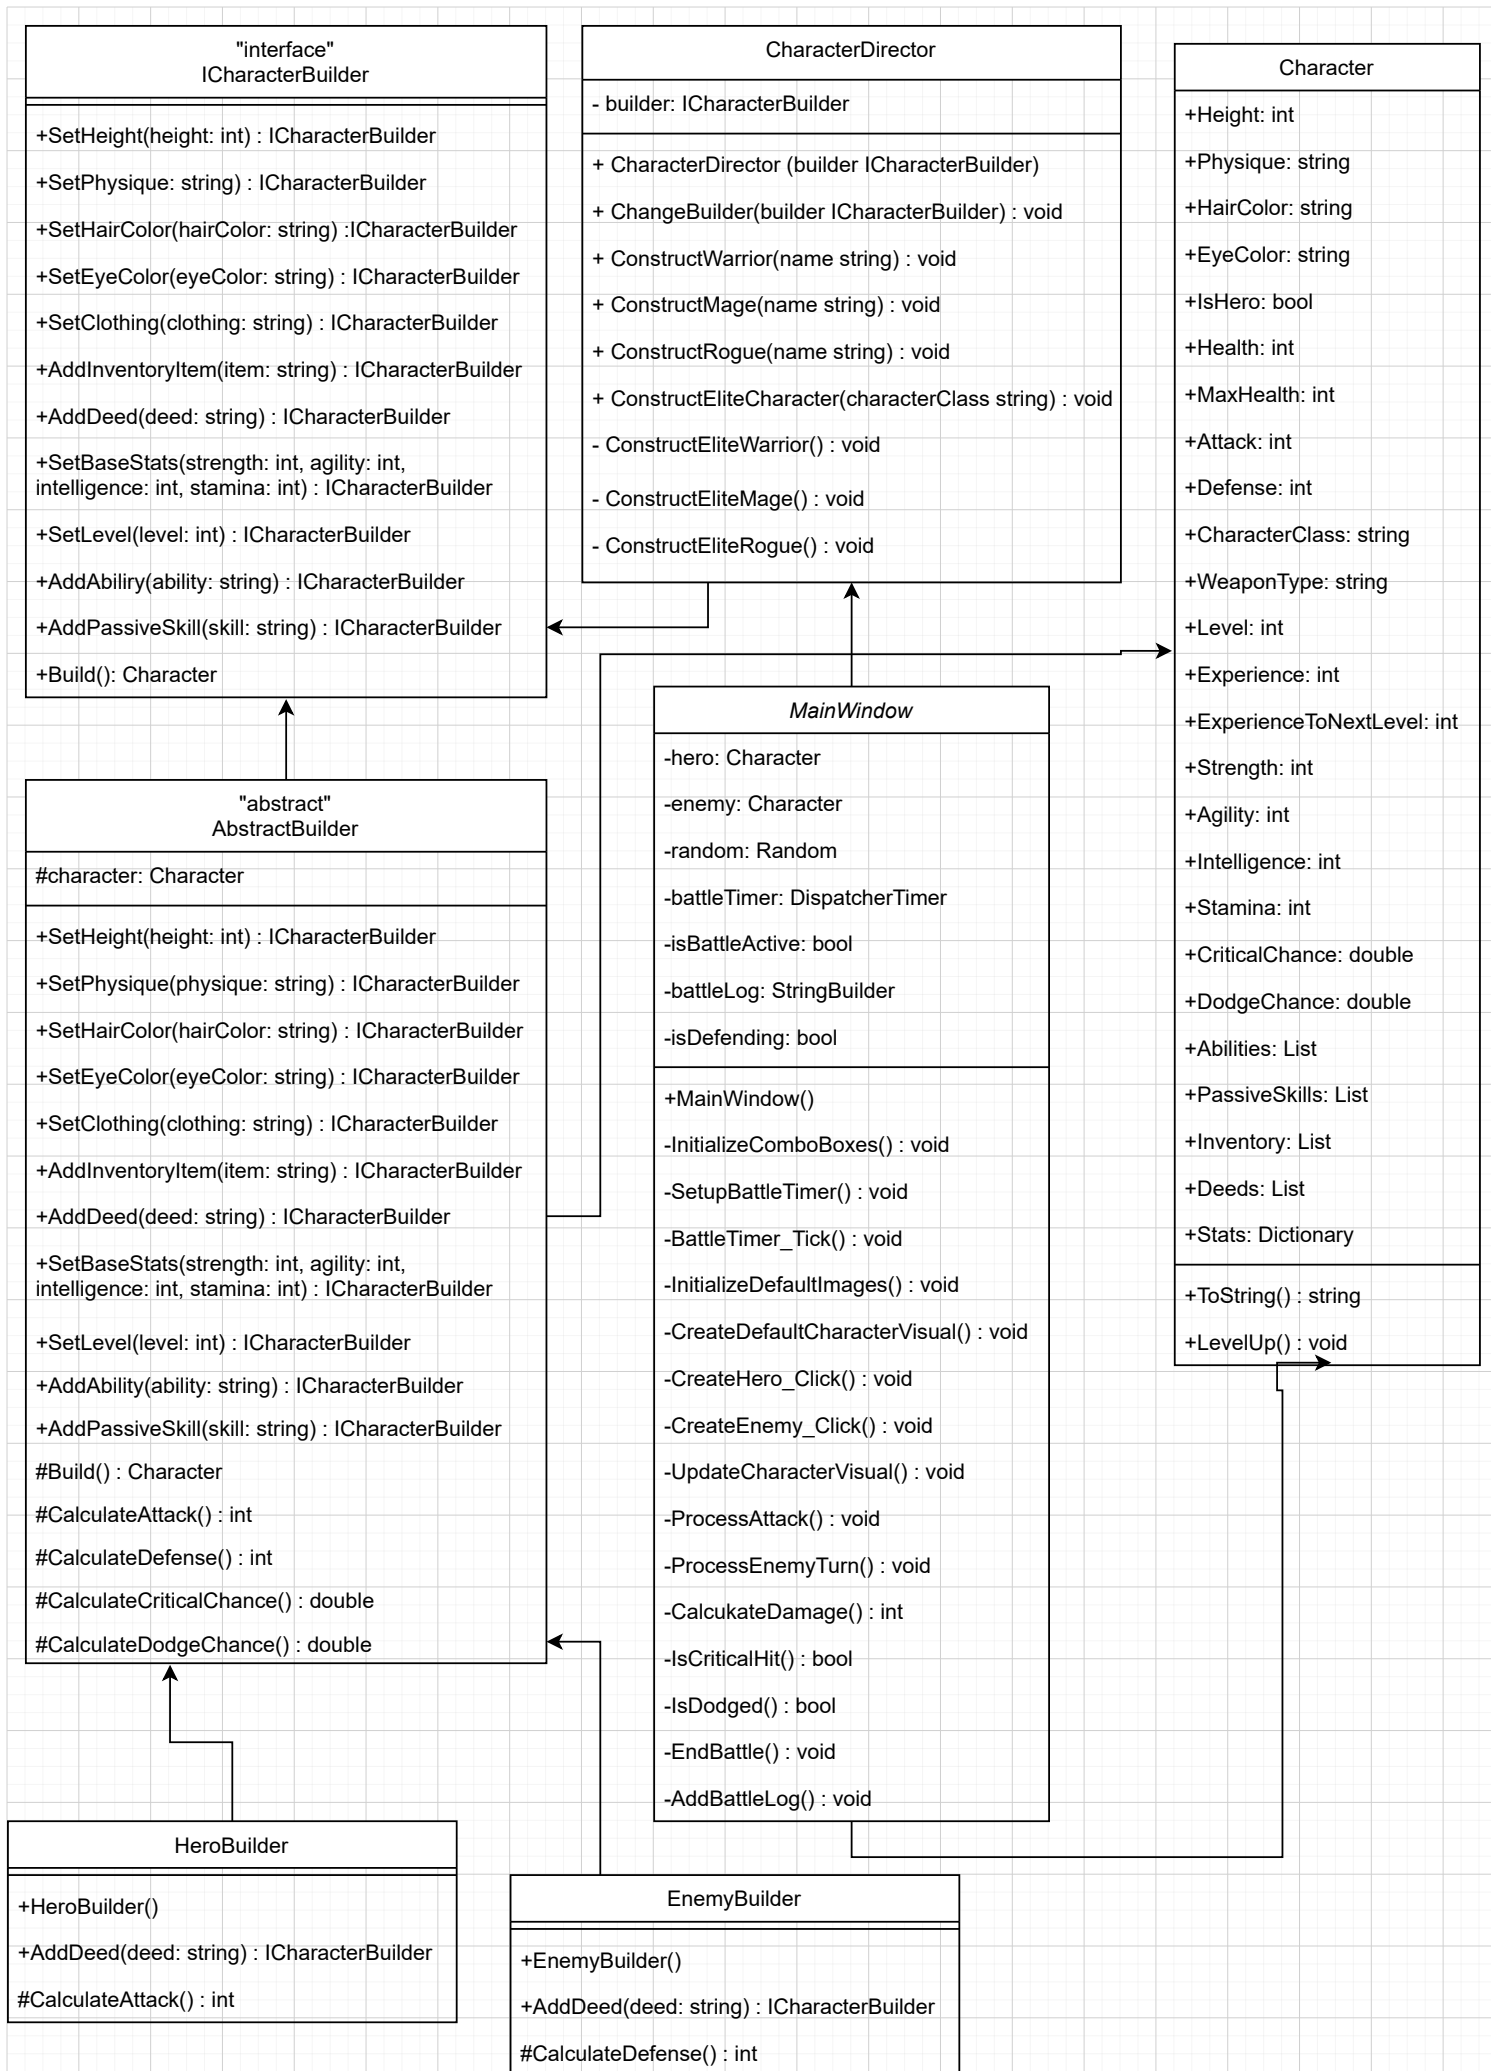 "interface"
ICharacterBuilder
+SetHeight(height: int) : ICharacterBuilder
+SetPhysique: string) : ICharacterBuilder
+SetHairColor(hairColor: string) :ICharacterBuilder
+SetEyeColor(eyeColor: string) : ICharacterBuilder
+SetClothing(clothing: string) : ICharacterBuilder
+AddInventoryItem(item: string) : ICharacterBuilder
+AddDeed(deed: string) : ICharacterBuilder
+SetBaseStats(strength: int, agility: int,
intelligence: int, stamina: int) : ICharacterBuilder
+SetLevel(level: int) : ICharacterBuilder
+AddAbiliry(ability: string) : ICharacterBuilder
+AddPassiveSkill(skill: string) : ICharacterBuilder
+Build(): Character
CharacterDirector
- builder: ICharacterBuilder
+ CharacterDirector (builder ICharacterBuilder)
+ ChangeBuilder(builder ICharacterBuilder) : void
+ ConstructWarrior(name string) : void
+ ConstructMage(name string) : void
+ ConstructRogue(name string) : void
+ ConstructEliteCharacter(characterClass string) : void
- ConstructEliteWarrior() : void
- ConstructEliteMage() : void
- ConstructEliteRogue() : void
Character
+Height: int
+Physique: string
+HairColor: string
+EyeColor: string
+IsHero: bool
+Health: int
+MaxHealth: int
+Attack: int
+Defense: int
+CharacterClass: string
+WeaponType: string
+Level: int
+Experience: int
+ExperienceToNextLevel: int
+Strength: int
+Agility: int
+Intelligence: int
+Stamina: int
+CriticalChance: double
+DodgeChance: double
+Abilities: List
+PassiveSkills: List
+Inventory: List
+Deeds: List
+Stats: Dictionary
+ToString() : string
+LevelUp() : void
"abstract"
AbstractBuilder
#character: Character
+SetHeight(height: int) : ICharacterBuilder
+SetPhysique(physique: string) : ICharacterBuilder
+SetHairColor(hairColor: string) : ICharacterBuilder
+SetEyeColor(eyeColor: string) : ICharacterBuilder
+SetClothing(clothing: string) : ICharacterBuilder
+AddInventoryItem(item: string) : ICharacterBuilder
+AddDeed(deed: string) : ICharacterBuilder
+SetBaseStats(strength: int, agility: int,
intelligence: int, stamina: int) : ICharacterBuilder
+SetLevel(level: int) : ICharacterBuilder
+AddAbility(ability: string) : ICharacterBuilder
+AddPassiveSkill(skill: string) : ICharacterBuilder
#Build() : Character
#CalculateAttack() : int
#CalculateDefense() : int
#CalculateCriticalChance() : double
#CalculateDodgeChance() : double
MainWindow
-hero: Character
-enemy: Character
-random: Random
-battleTimer: DispatcherTimer
-isBattleActive: bool
-battleLog: StringBuilder
-isDefending: bool
+MainWindow()
-InitializeComboBoxes() : void
-SetupBattleTimer() : void
-BattleTimer_Tick() : void
-InitializeDefaultImages() : void
-CreateDefaultCharacterVisual() : void
-CreateHero_Click() : void
-CreateEnemy_Click() : void
-UpdateCharacterVisual() : void
-ProcessAttack() : void
-ProcessEnemyTurn() : void
-CalcukateDamage() : int
-IsCriticalHit() : bool
-IsDodged() : bool
-EndBattle() : void
-AddBattleLog() : void
HeroBuilder
+HeroBuilder()
+AddDeed(deed: string) : ICharacterBuilder
#CalculateAttack() : int
EnemyBuilder
+EnemyBuilder()
+AddDeed(deed: string) : ICharacterBuilder
#CalculateDefense() : int